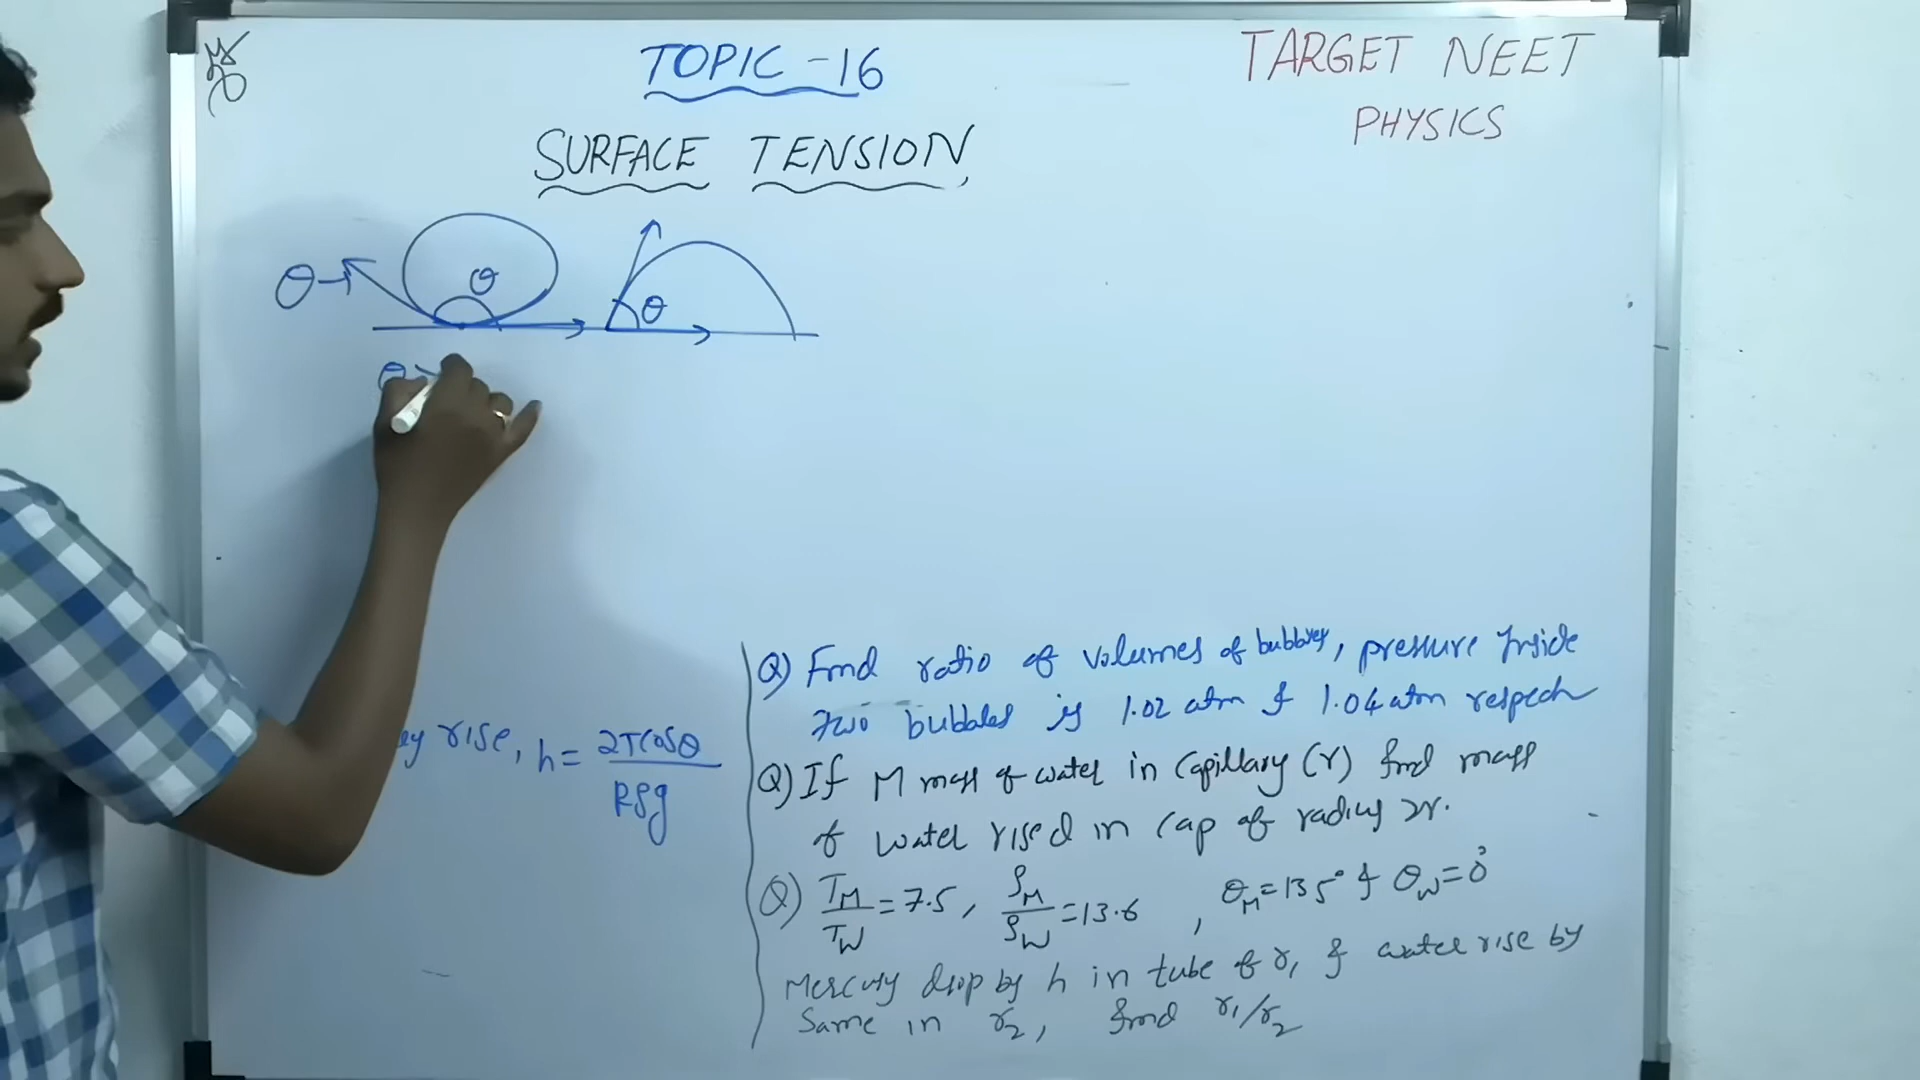 TOPIC-16
TARGET NEET
PHYSICS
SURFACE TENSION
θ
θ
θ
θ >
rise, h = 2Tcosθ / Rρg
Q) Find ratio of volumes of bubbles, pressure inside
two bubbles is 1.02 atm & 1.04 atm respech
Q) If M mass of water in Capillary (r) find mass
of water rised in cap of radius 2r.
Q) T_M / T_W = 7.5, ρ_M / ρ_W = 13.6, θ_M = 135° & θ_W = 0°
Mercury drop by h in tube of r₁ & water rise by
Same in r₂, find r₁/r₂